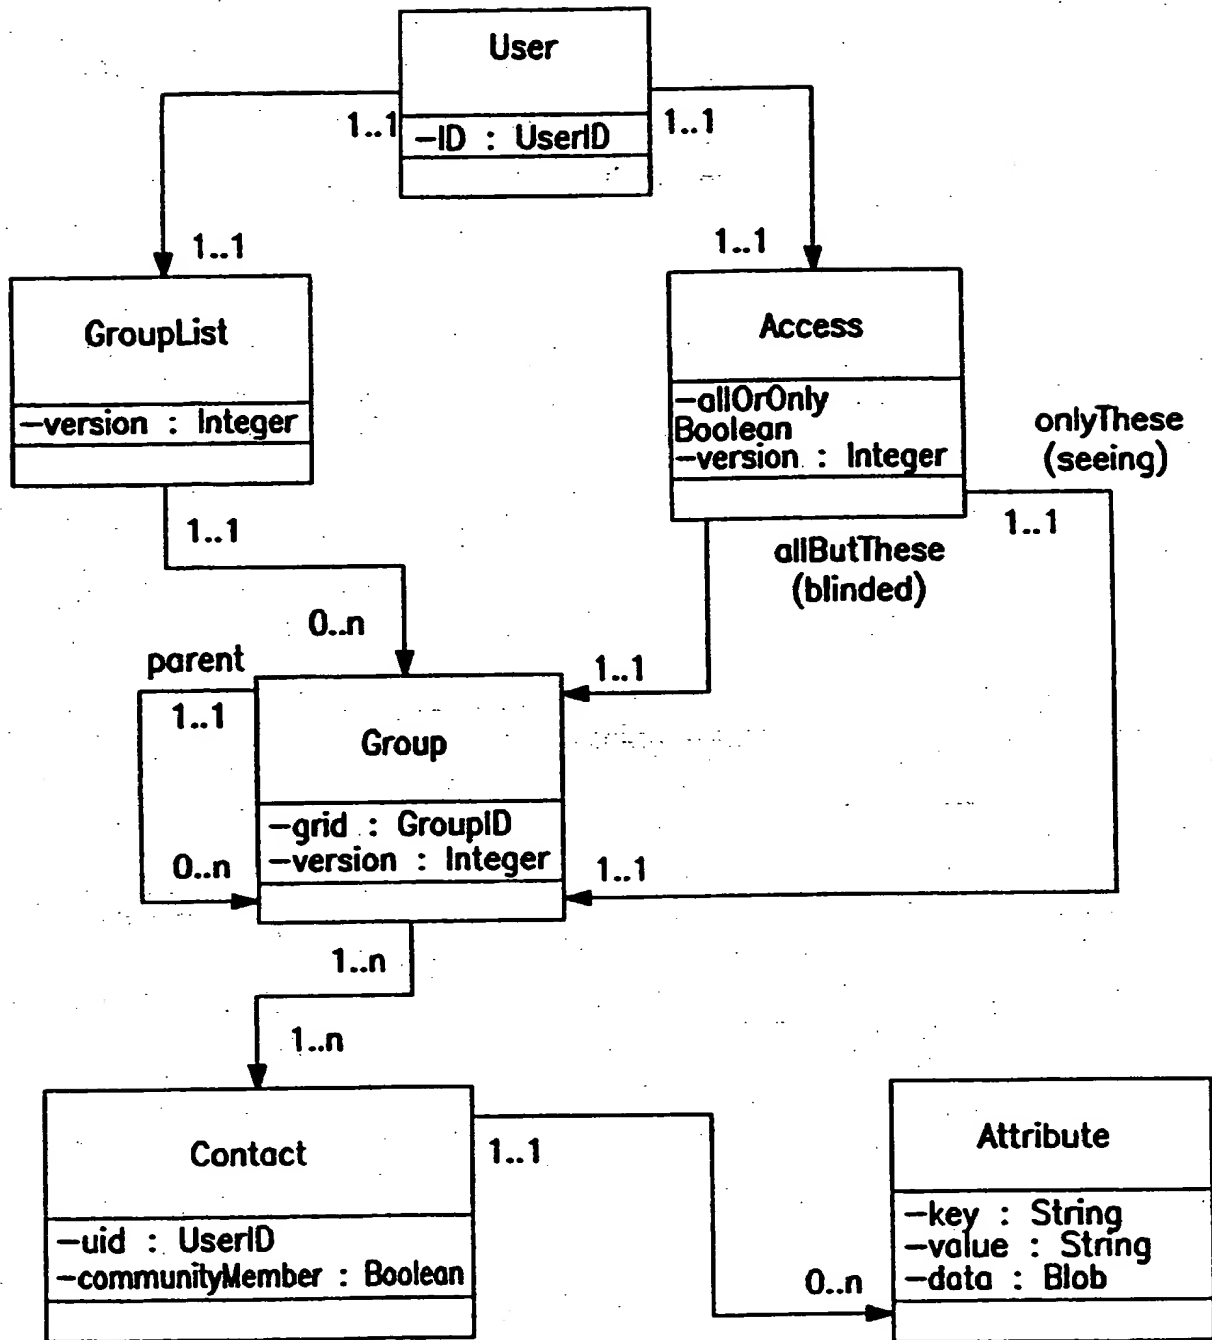 User
1..1
-ID : UserID
1..1
1..1
1..1
GroupList
-version : Integer
Access
-allOrOnly
Boolean
-version : Integer
onlyThese
(seeing)
1..1
1..1
allButThese
(blinded)
0..n
parent
1..1
1..1
Group
-grid : GroupID
-version : Integer
0..n
1..1
1..n
1..n
Contact
-uid : UserID
-communityMember : Boolean
1..1
Attribute
-key : String
-value : String
-data : Blob
0..n